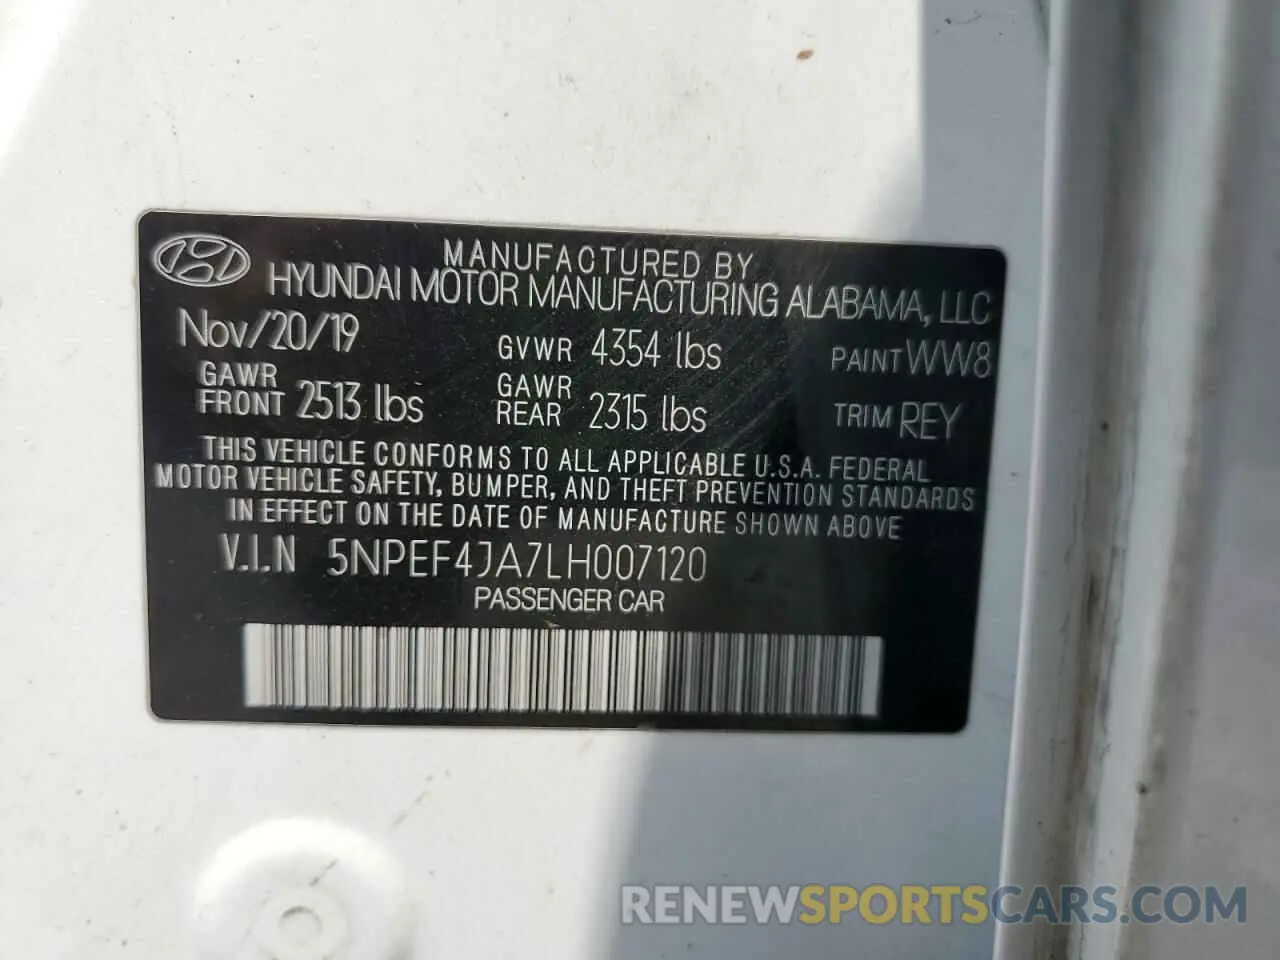 MANUFACTURED BY
HYUNDAI MOTOR MANUFACTURING ALABAMA, LLC
Nov/20/19 GVWR 4354 lbs PAINT WW8
GAWR FRONT 2513 lbs GAWR REAR 2315 lbs TRIM REY
THIS VEHICLE CONFORMS TO ALL APPLICABLE U.S.A. FEDERAL
MOTOR VEHICLE SAFETY, BUMPER, AND THEFT PREVENTION STANDARDS
IN EFFECT ON THE DATE OF MANUFACTURE SHOWN ABOVE
V.I.N 5NPEF4JA7LH007120
PASSENGER CAR
RENEWSPORTSCARS.COM